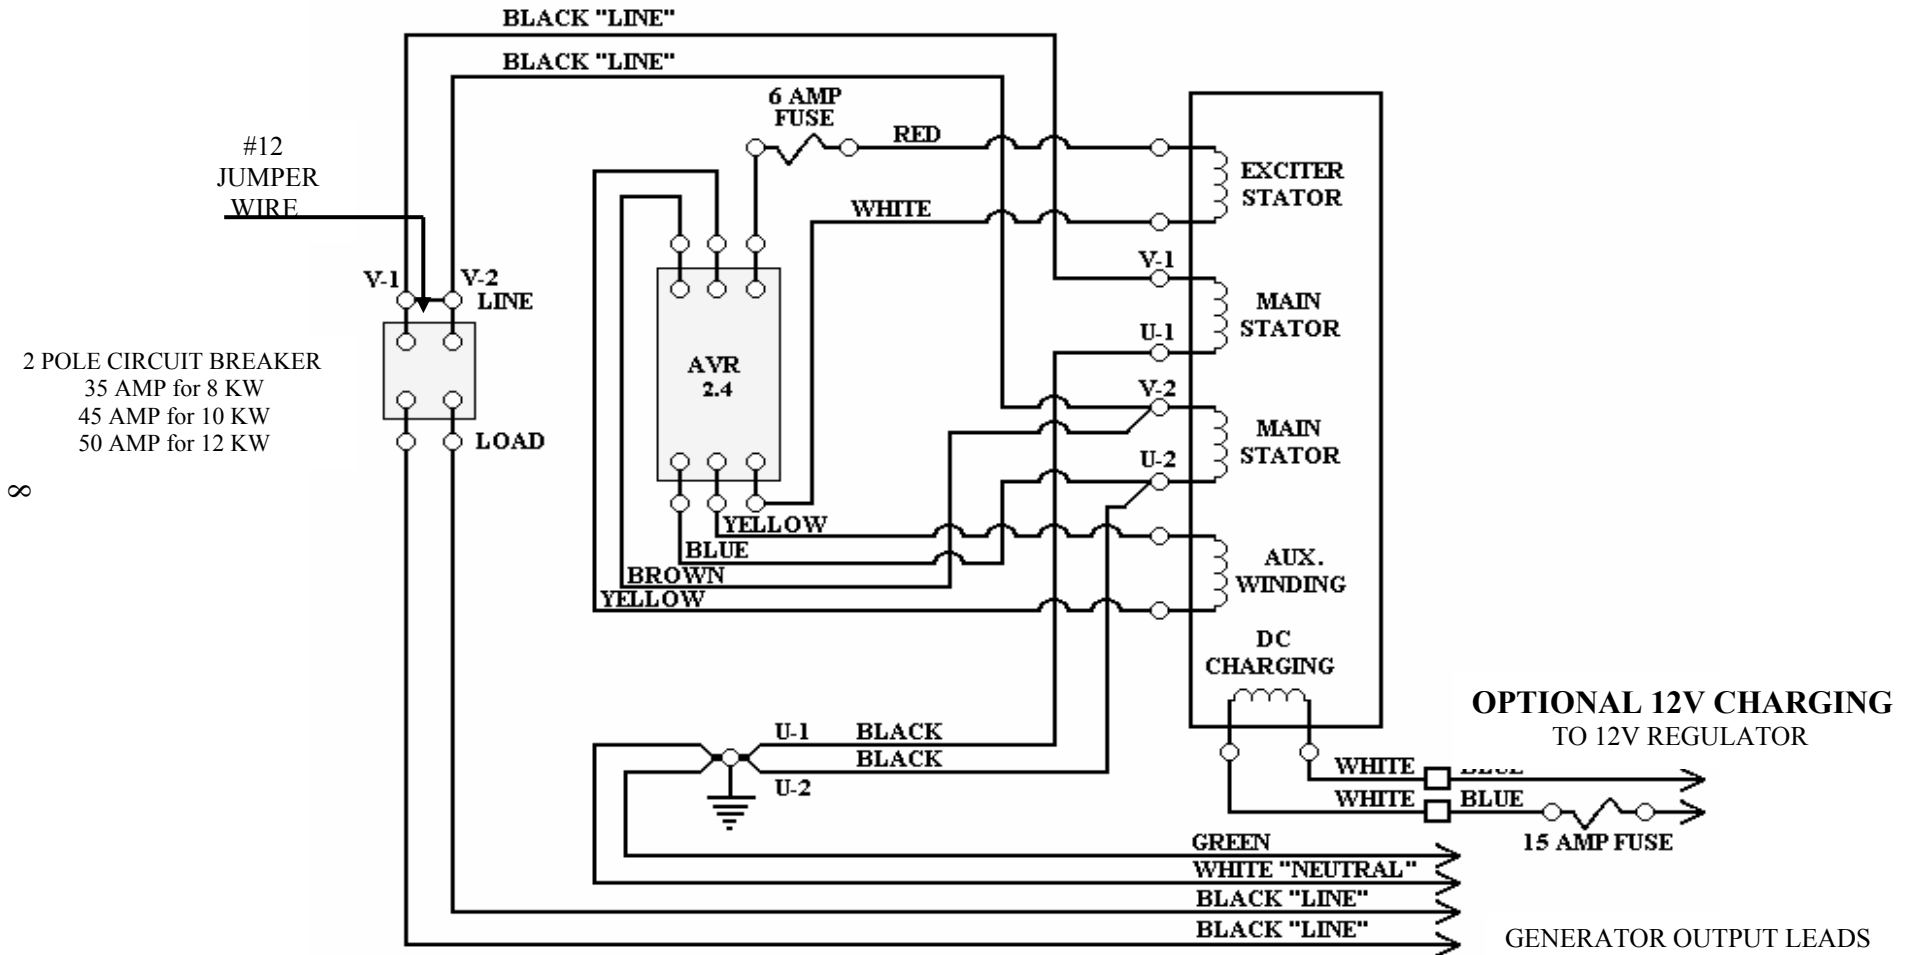 BLACK "LINE"
BLACK "LINE"
6 AMP
FUSE
RED
#12
JUMPER
WIRE
EXCITER
STATOR
WHITE
V-1
V-1
V-2
LINE
MAIN
STATOR
U-1
2 POLE CIRCUIT BREAKER
35 AMP for 8 KW
45 AMP for 10 KW
50 AMP for 12 KW
AVR
2.4
V-2
LOAD
MAIN
STATOR
U-2
∞
YELLOW
BLUE
BROWN
YELLOW
AUX.
WINDING
DC
CHARGING
OPTIONAL 12V CHARGING
TO 12V REGULATOR
U-1 BLACK
BLACK
U-2
WHITE BLUE
WHITE BLUE
15 AMP FUSE
GREEN
WHITE "NEUTRAL"
BLACK "LINE"
BLACK "LINE"
GENERATOR OUTPUT LEADS